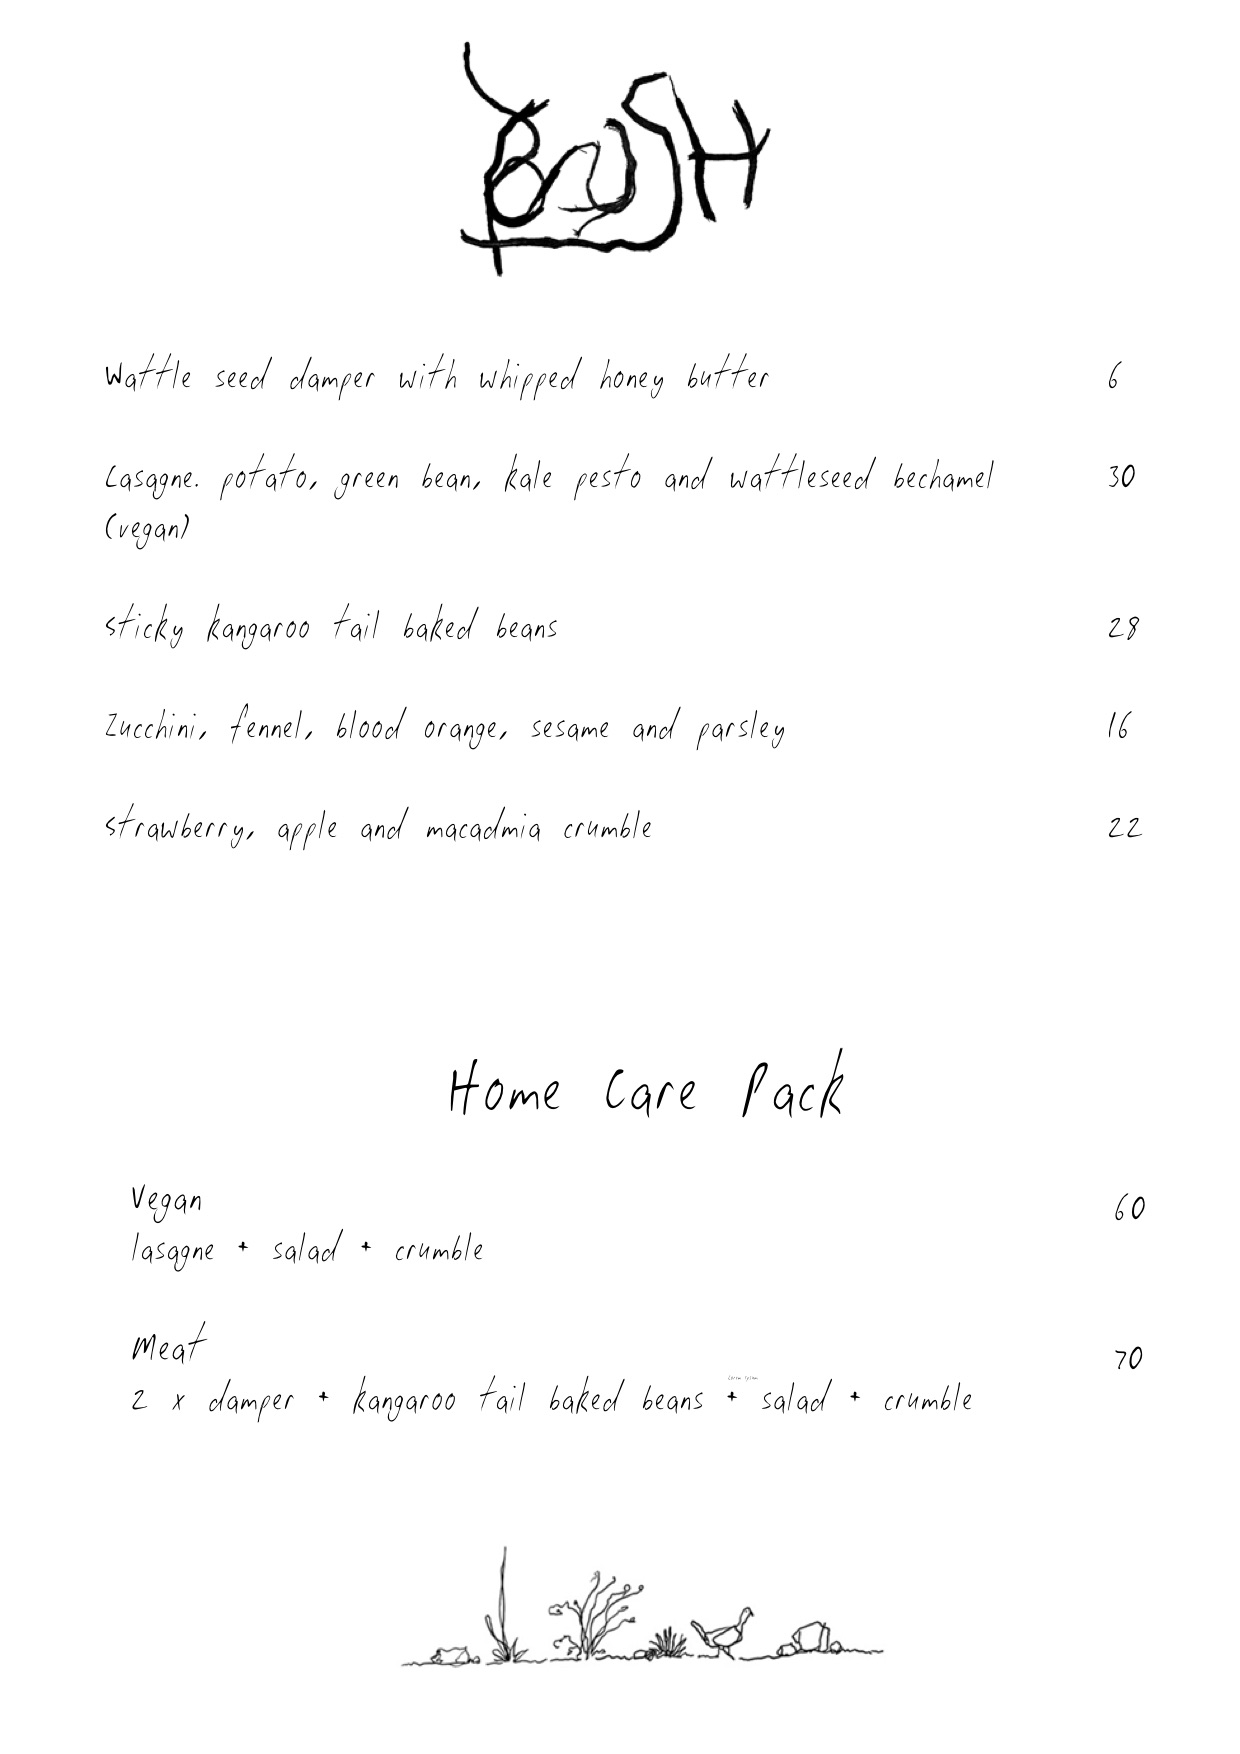 BUSH
Wattle seed damper with whipped honey butter 6
Lasagne. potato, green bean, kale pesto and wattleseed bechamel 30
(vegan)
sticky kangaroo tail baked beans 28
Zucchini, fennel, blood orange, sesame and parsley 16
strawberry, apple and macadmia crumble 22
Home Care Pack
Vegan 60
lasagne + salad + crumble
Meat 70
Lorem Ipsum
2 x damper + kangaroo tail baked beans + salad + crumble